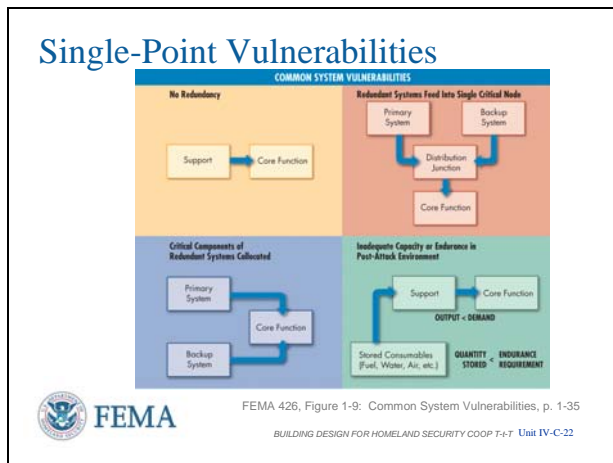 Single-Point Vulnerabilities
COMMON SYSTEM VULNERABILITIES
No Redundancy
Support
Core Function
Redundant Systems Feed Into Single Critical Node
Primary
System
Backup
System
Distribution
Junction
Core Function
Critical Components of
Redundant Systems Collocated
Primary
System
Core Function
Backup
System
Inadequate Capacity or Endurance in
Post-Attack Environment
Support
Core Function
OUTPUT < DEMAND
Stored Consumables
(Fuel, Water, Air, etc.)
QUANTITY < ENDURANCE
STORED REQUIREMENT
FEMA
FEMA 426, Figure 1-9: Common System Vulnerabilities, p. 1-35
BUILDING DESIGN FOR HOMELAND SECURITY COOP T-t-T Unit IV-C-22